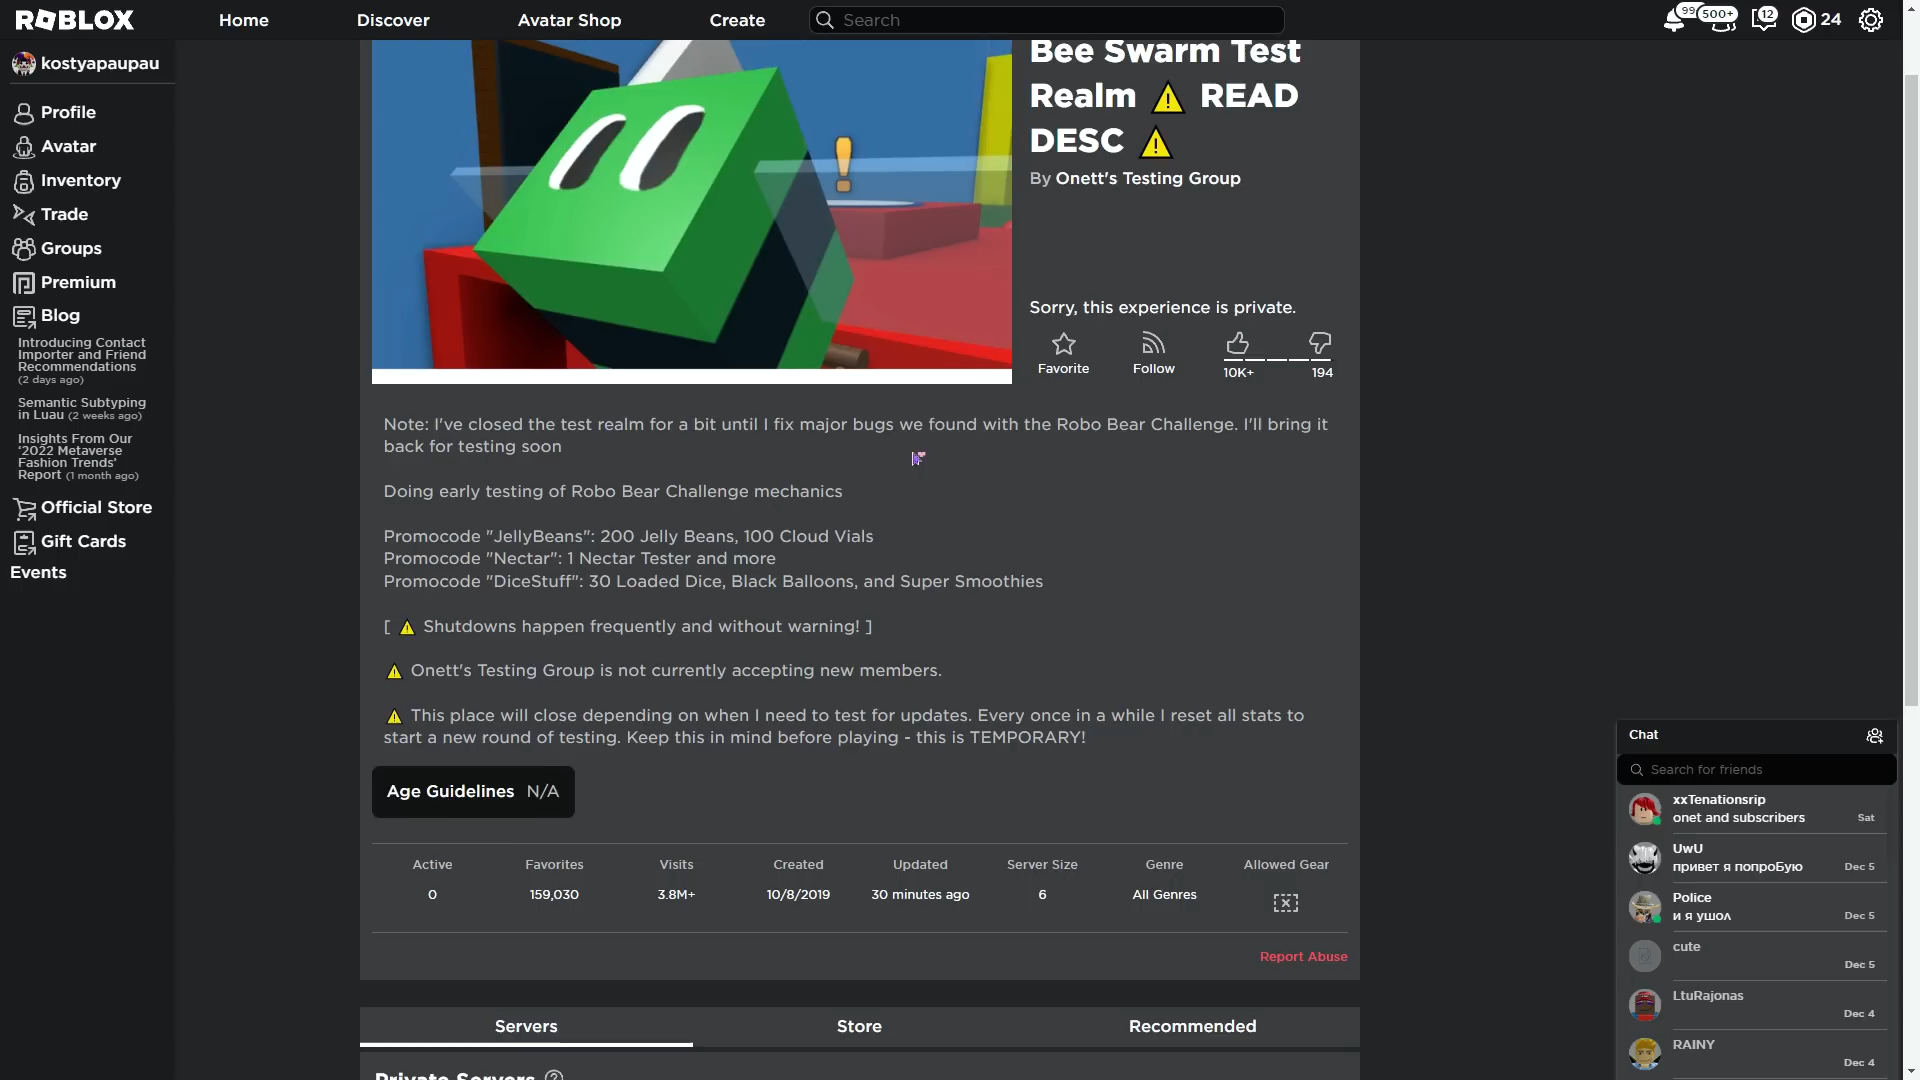 ROBLOX
Home
Discover
Avatar Shop
Create
Search
99
500+
12
24
kostyapaupau
Profile
Avatar
Inventory
Trade
Groups
Premium
Blog
Introducing Contact
Importer and Friend
Recommendations
(2 days ago)
Semantic Subtyping
in Luau (2 weeks ago)
Insights From Our
'2022 Metaverse
Fashion Trends'
Report (1 month ago)
Official Store
Gift Cards
Events
Bee Swarm Test
Realm ⚠ READ
DESC ⚠
By Onett's Testing Group
Sorry, this experience is private.
Favorite
Follow
10K+
194
Note: I've closed the test realm for a bit until I fix major bugs we found with the Robo Bear Challenge. I'll bring it
back for testing soon
Doing early testing of Robo Bear Challenge mechanics
Promocode "JellyBeans": 200 Jelly Beans, 100 Cloud Vials
Promocode "Nectar": 1 Nectar Tester and more
Promocode "DiceStuff": 30 Loaded Dice, Black Balloons, and Super Smoothies
[ ⚠ Shutdowns happen frequently and without warning! ]
⚠ Onett's Testing Group is not currently accepting new members.
⚠ This place will close depending on when I need to test for updates. Every once in a while I reset all stats to
start a new round of testing. Keep this in mind before playing - this is TEMPORARY!
Age Guidelines N/A
Active
Favorites
Visits
Created
Updated
Server Size
Genre
Allowed Gear
0
159,030
3.8M+
10/8/2019
30 minutes ago
6
All Genres
Report Abuse
Servers
Store
Recommended
Private Servers
Chat
Search for friends
xxTenationsrip
onet and subscribers
Sat
UwU
привет я попроБую
Dec 5
Police
и я ушол
Dec 5
cute
Dec 5
LtuRajonas
Dec 4
RAINY
Dec 4